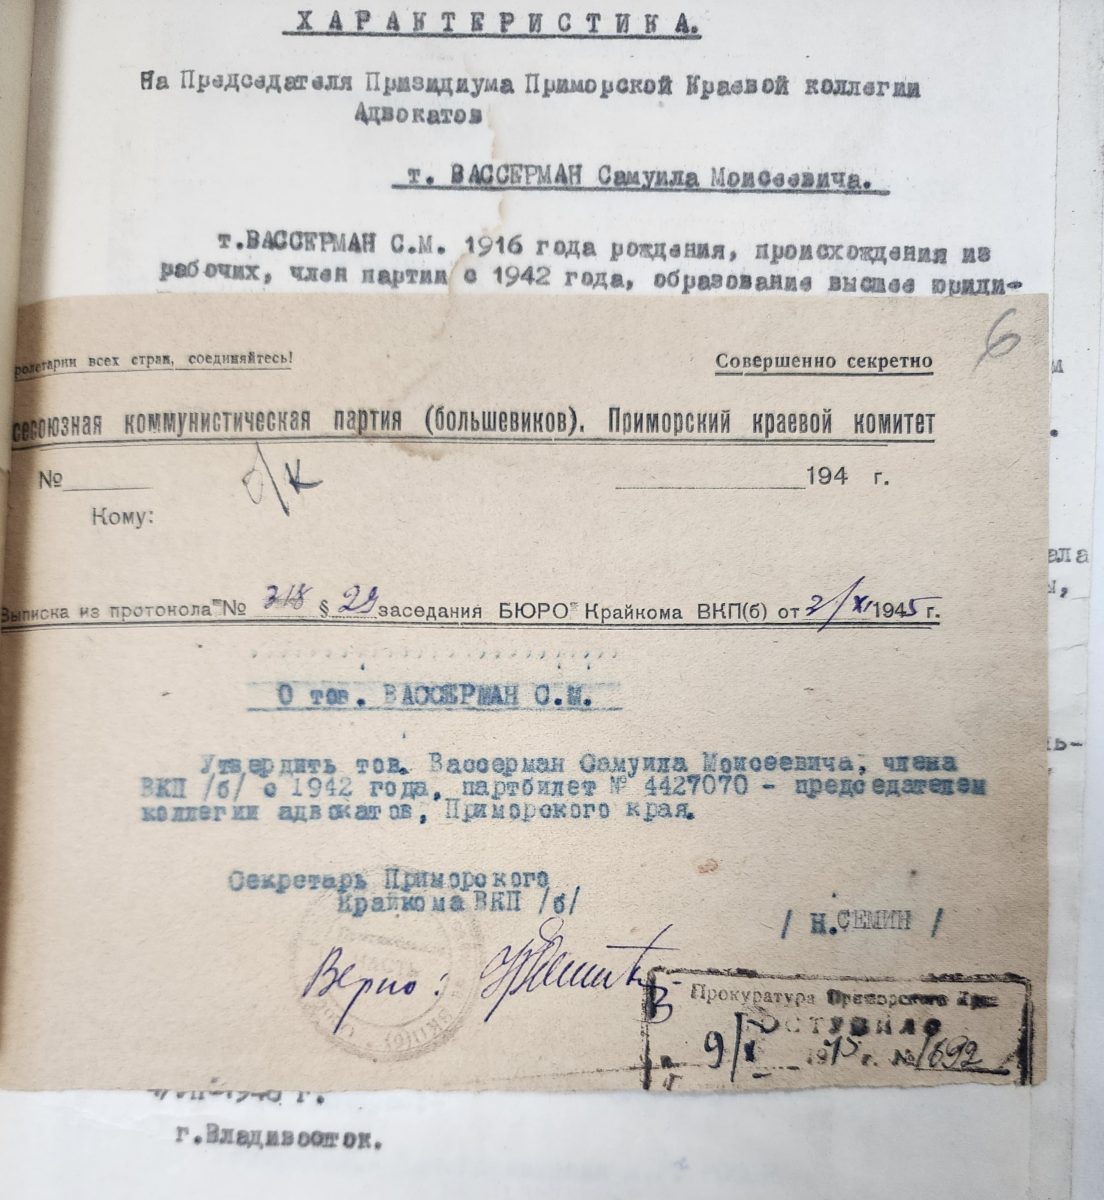 ХАРАКТЕРИСТИКА.
На Председателя Призидиума Приморской Краевой коллегии
Адвокатов
т. ВАССЕРМАН Самуила Моисеевича.
т.ВАССЕРМАН С.М. 1916 года рождения, происхождения из
рабочих, член партии с 1942 года, образование высшее юриди-
6
ролетарии всех стран, соединяйтесь!
Совершенно секретно
сесоюзная коммунистическая партия (большевиков). Приморский краевой комитет
№ б/к 194 г.
Кому:
Выписка из протокола № 318 § 29 заседания БЮРО Крайкома ВКП(б) от 2/XI 1945 г.
О тов. ВАССЕРМАН С.М.
Утвердить тов. Вассерман Самуила Моисеевича, члена
ВКП /б/ с 1942 года, партбилет № 4427070 - председателем
коллегии адвокатов, Приморского края.
Секретарь Приморского
Крайкома ВКП /б/
/ Н.СЕМИН /
Верно:
Прокуратура Приморского Края
ПОСТУПИЛО
9/X 1945 г. № 1692
г.Владивосток.